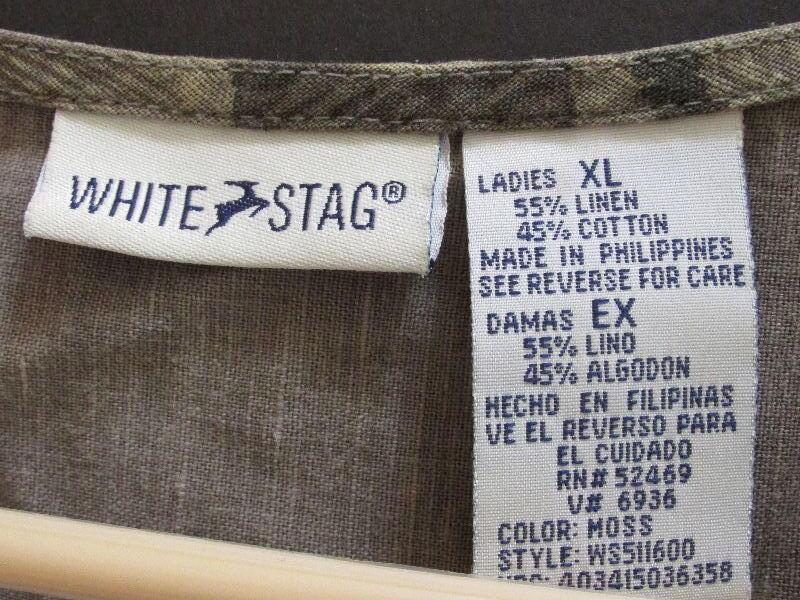 WHITE STAG®
LADIES XL
55% LINEN
45% COTTON
MADE IN PHILIPPINES
SEE REVERSE FOR CARE
DAMAS EX
55% LINO
45% ALGODON
HECHO EN FILIPINAS
VE EL REVERSO PARA
EL CUIDADO
RN# 52469
V# 6936
COLOR: MOSS
STYLE: WS511600
403415036358